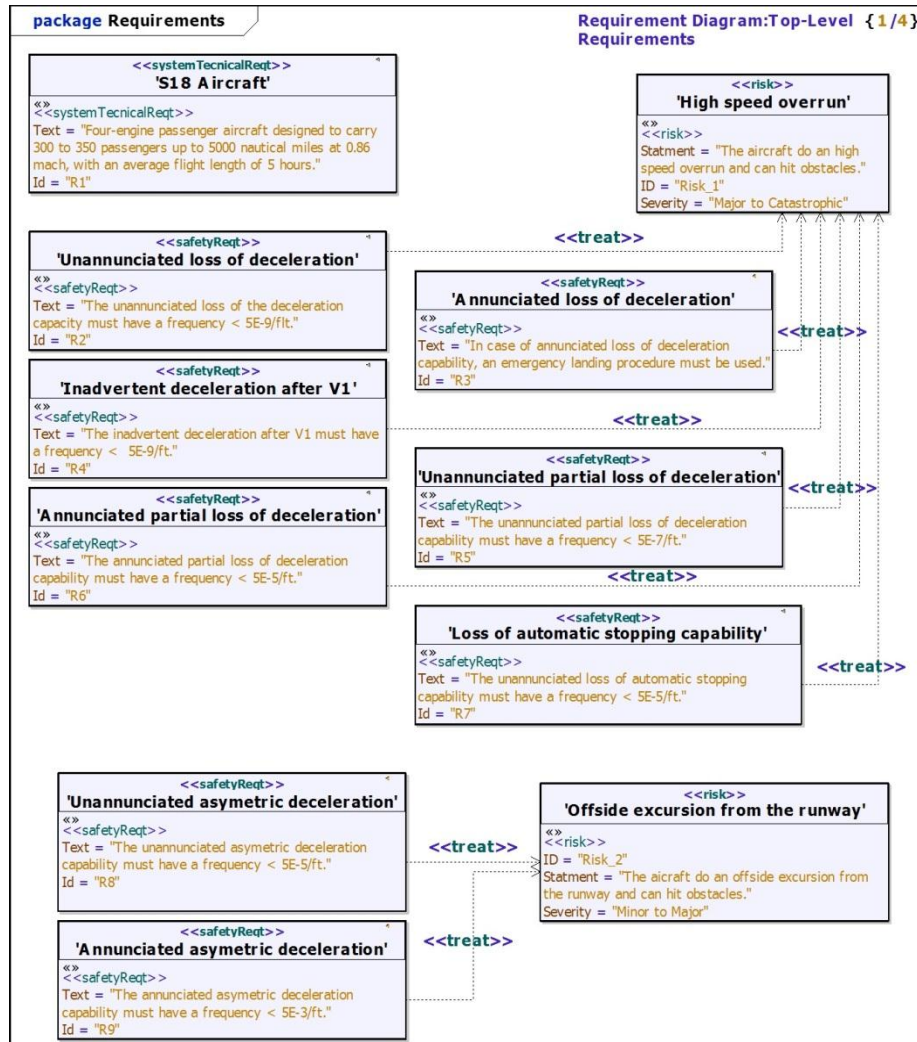 package Requirements
Requirement Diagram:Top-Level {1/4}
Requirements
<<systemTecnicalReqt>>
'S18 Aircraft'
«»
<<systemTecnicalReqt>>
Text = "Four-engine passenger aircraft designed to carry
300 to 350 passengers up to 5000 nautical miles at 0.86
mach, with an average flight length of 5 hours."
Id = "R1"
<<risk>>
'High speed overrun'
«»
<<risk>>
Statment = "The aircraft do an high
speed overrun and can hit obstacles."
ID = "Risk_1"
Severity = "Major to Catastrophic"
<<treat>>
<<safetyReqt>>
'Unannunciated loss of deceleration'
«»
<<safetyReqt>>
Text = "The unannunciated loss of the deceleration
capacity must have a frequency < 5E-9/flt."
Id = "R2"
<<safetyReqt>>
'Annunciated loss of deceleration'
«»
<<safetyReqt>>
Text = "In case of annunciated loss of deceleration
capability, an emergency landing procedure must be used."
Id = "R3"
<<treat>>
<<safetyReqt>>
'Inadvertent deceleration after V1'
«»
<<safetyReqt>>
Text = "The inadvertent deceleration after V1 must have
a frequency <  5E-9/ft."
Id = "R4"
<<treat>>
<<safetyReqt>>
'Unannunciated partial loss of deceleration'
«»
<<safetyReqt>>
Text = "The unannunciated partial loss of deceleration
capability must have a frequency < 5E-7/ft."
Id = "R5"
<<treat>>
<<safetyReqt>>
'Annunciated partial loss of deceleration'
«»
<<safetyReqt>>
Text = "The annunciated partial loss of deceleration
capability must have a frequency < 5E-5/ft."
Id = "R6"
<<treat>>
<<safetyReqt>>
'Loss of automatic stopping capability'
«»
<<safetyReqt>>
Text = "The unannunciated loss of automatic stopping
capability must have a frequency < 5E-5/ft."
Id = "R7"
<<treat>>
<<safetyReqt>>
'Unannunciated asymetric deceleration'
«»
<<safetyReqt>>
Text = "The unannunciated asymetric deceleration
capability must have a frequency < 5E-5/ft."
Id = "R8"
<<treat>>
<<risk>>
'Offside excursion from the runway'
«»
<<risk>>
ID = "Risk_2"
Statment = "The aicraft do an offside excursion from
the runway and can hit obstacles."
Severity = "Minor to Major"
<<safetyReqt>>
'Annunciated asymetric deceleration'
«»
<<safetyReqt>>
Text = "The annunciated asymetric deceleration
capability must have a frequency < 5E-3/ft."
Id = "R9"
<<treat>>